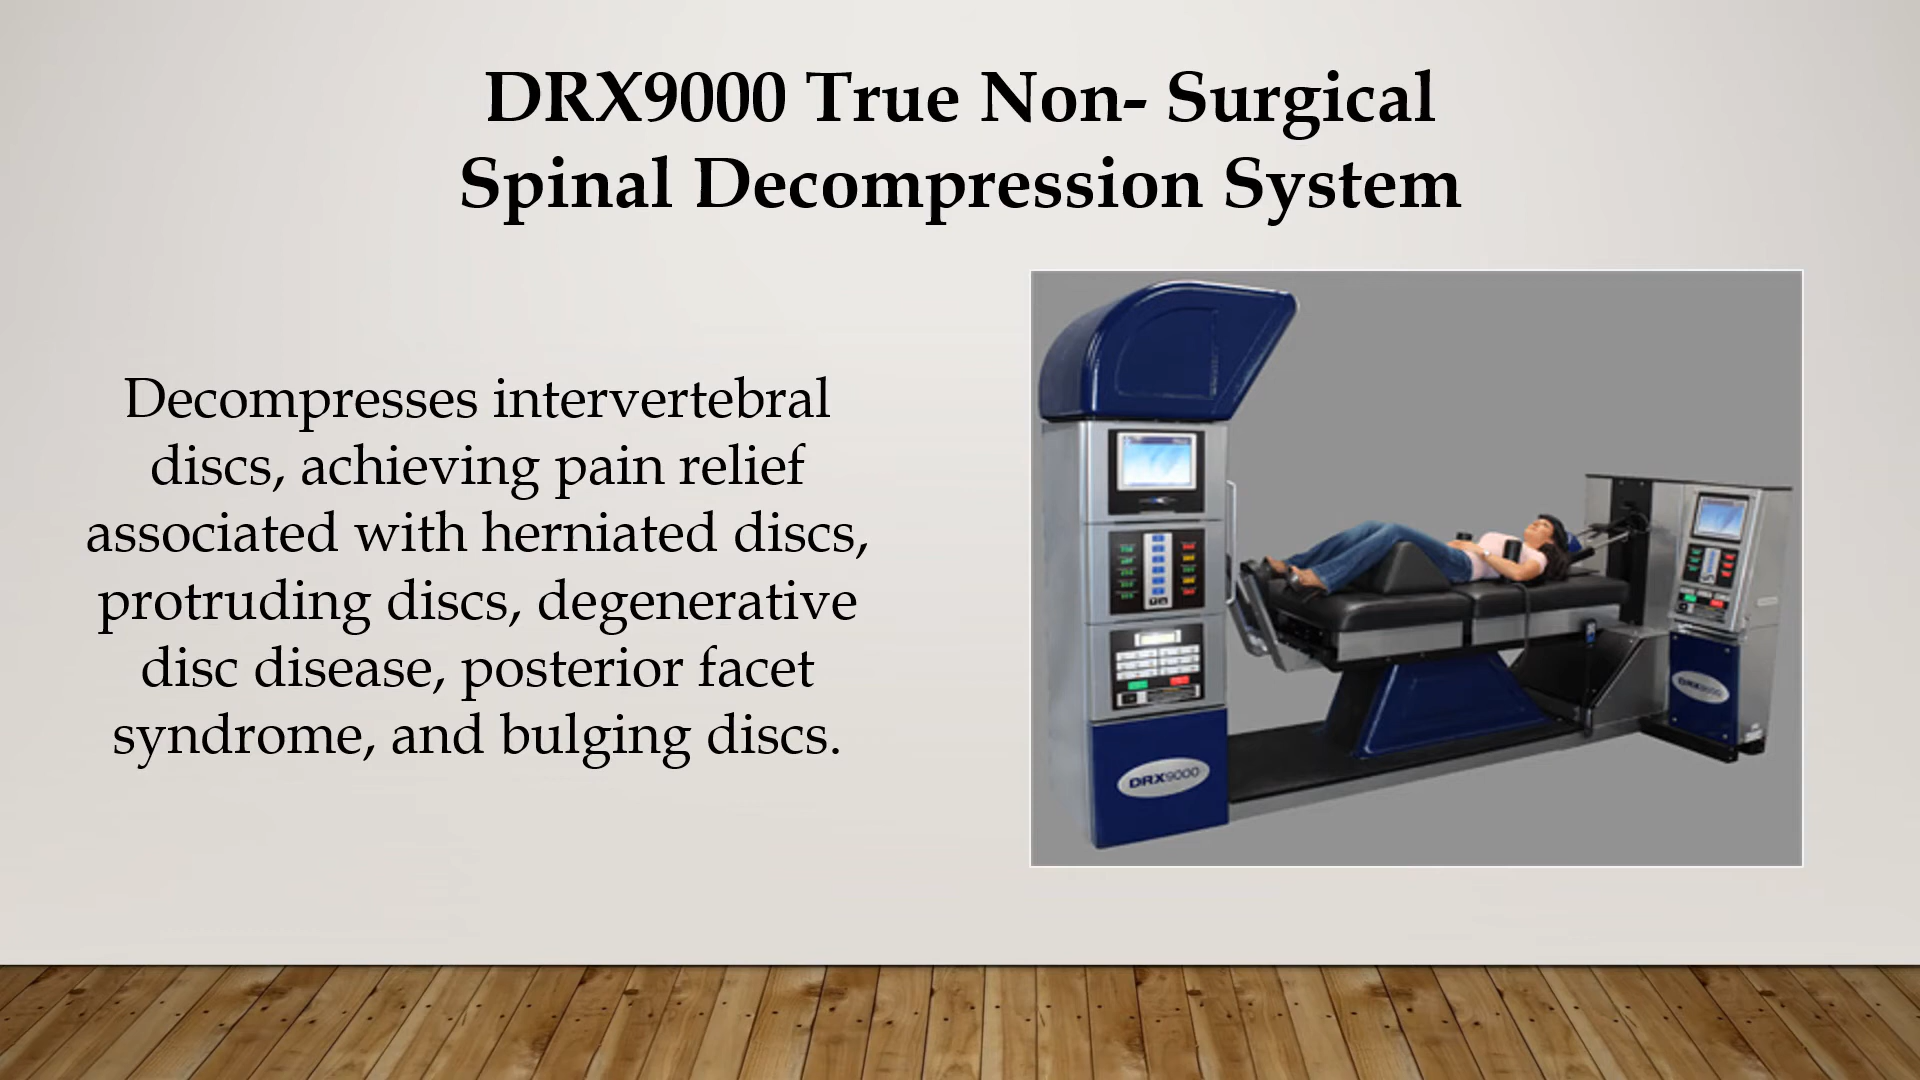 DRX9000 True Non- Surgical
Spinal Decompression System
Decompresses intervertebral
discs, achieving pain relief
associated with herniated discs,
protruding discs, degenerative
disc disease, posterior facet
syndrome, and bulging discs.
DRX9000
DRX9000